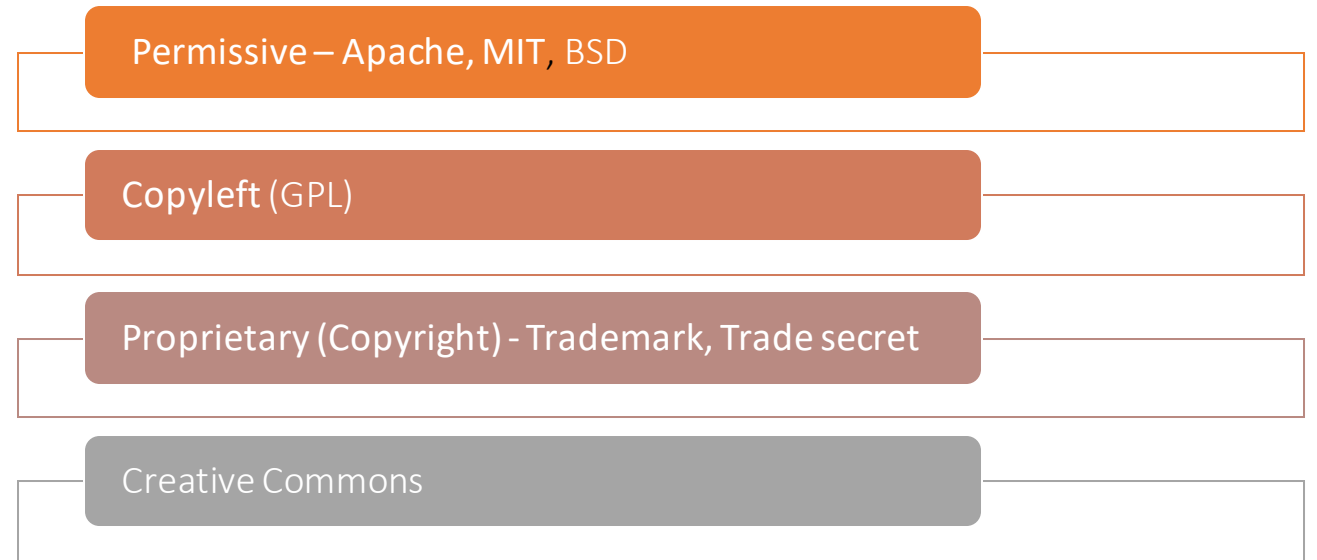 Permissive – Apache, MIT, BSD
Copyleft (GPL)
Proprietary (Copyright) - Trademark, Trade secret
Creative Commons